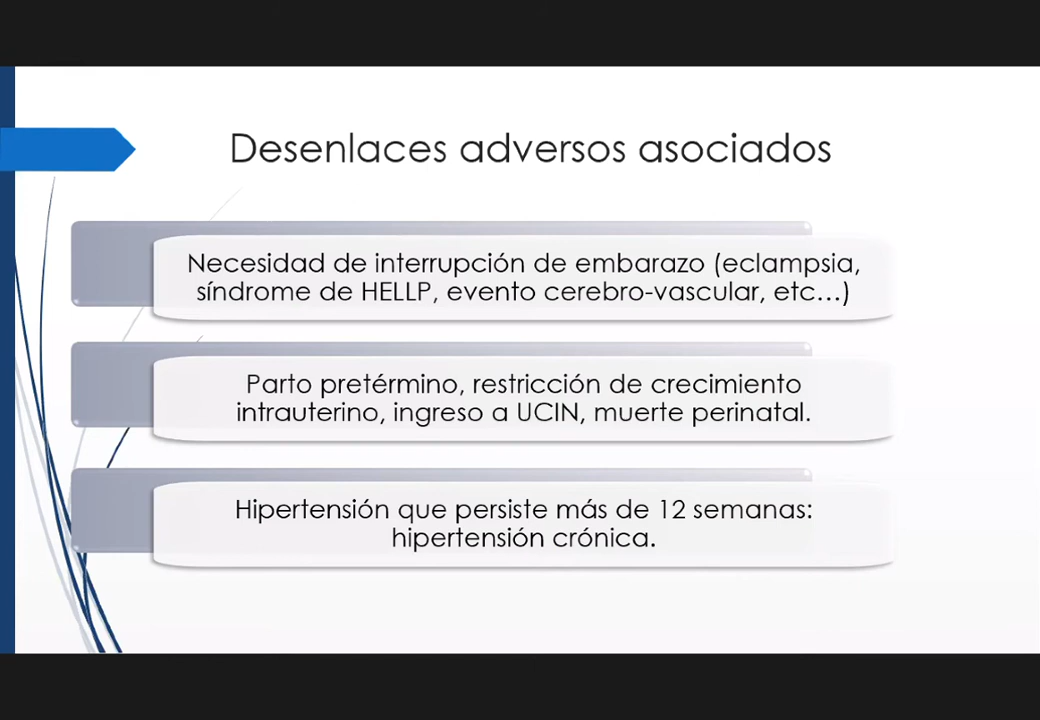 Desenlaces adversos asociados
Necesidad de interrupción de embarazo (eclampsia,
síndrome de HELLP, evento cerebro-vascular, etc…)
Parto pretérmino, restricción de crecimiento
intrauterino, ingreso a UCIN, muerte perinatal.
Hipertensión que persiste más de 12 semanas:
hipertensión crónica.